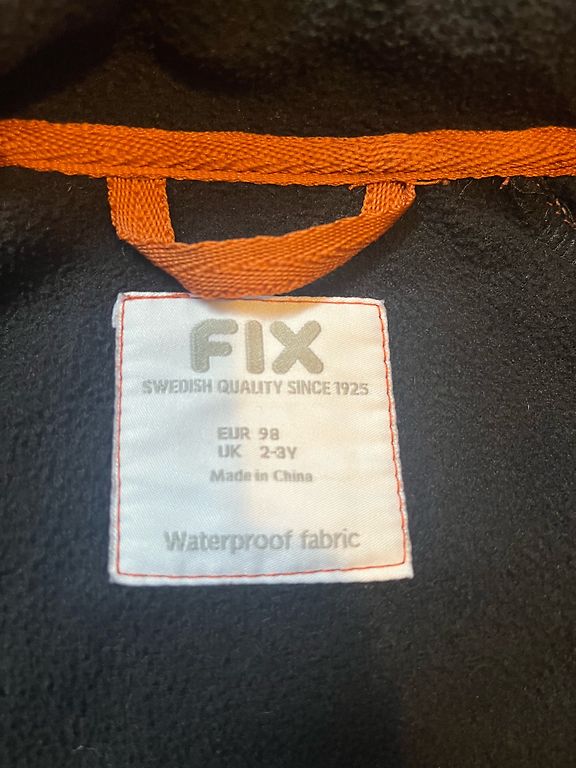 FIX
SWEDISH QUALITY SINCE 1925
EUR 98
UK 2-3Y
Made in China
Waterproof fabric